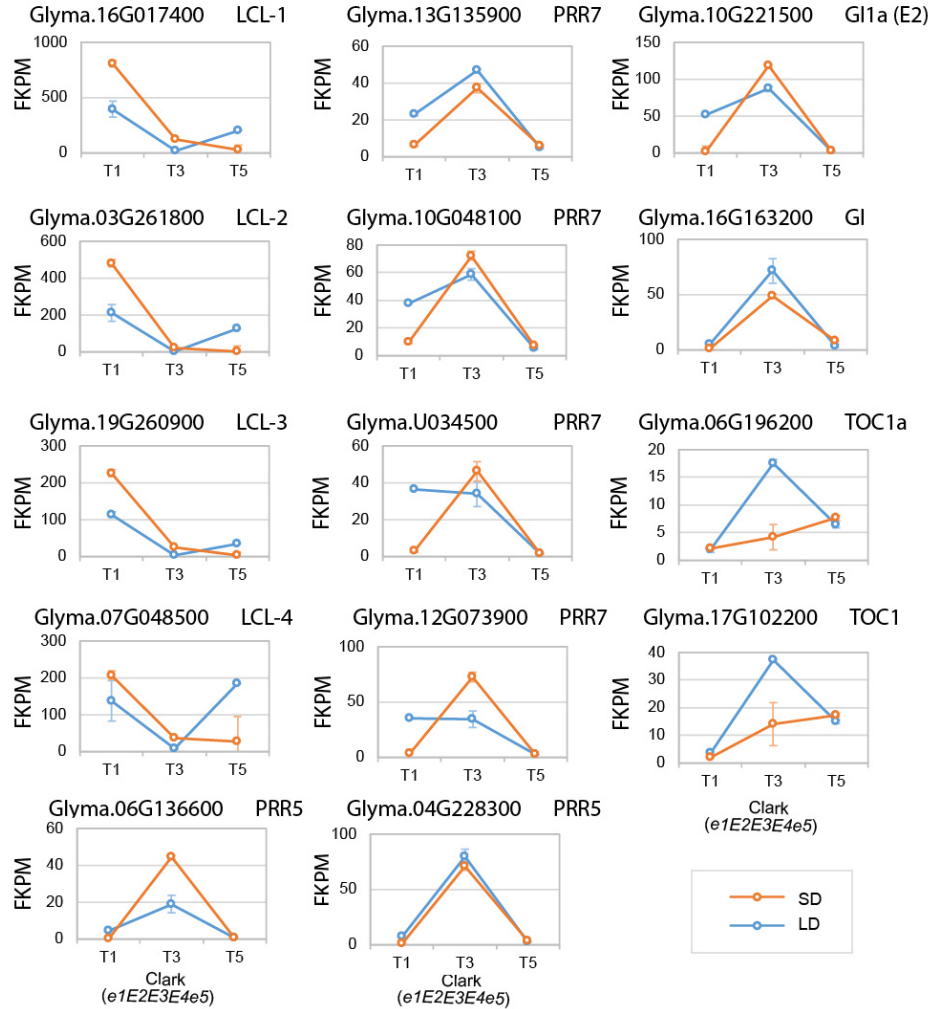 Glyma.16G017400 LCL-1
1000
500
0
FKPM
T1 T3 T5
Glyma.13G135900 PRR7
60
40
20
0
FKPM
T1 T3 T5
Glyma.10G221500 GI1a (E2)
150
100
50
0
FKPM
T1 T3 T5
Glyma.03G261800 LCL-2
600
400
200
0
FKPM
T1 T3 T5
Glyma.10G048100 PRR7
80
60
40
20
0
FKPM
T1 T3 T5
Glyma.16G163200 GI
100
50
0
FKPM
T1 T3 T5
Glyma.19G260900 LCL-3
300
200
100
0
FKPM
T1 T3 T5
Glyma.U034500 PRR7
60
40
20
0
FKPM
T1 T3 T5
Glyma.06G196200 TOC1a
20
15
10
5
0
FKPM
T1 T3 T5
Glyma.07G048500 LCL-4
300
200
100
0
FKPM
T1 T3 T5
Glyma.12G073900 PRR7
100
50
0
FKPM
T1 T3 T5
Glyma.17G102200 TOC1
40
30
20
10
0
FKPM
T1 T3 T5
Clark
(e1E2E3E4e5)
Glyma.06G136600 PRR5
60
40
20
0
FKPM
T1 T3 T5
Clark
(e1E2E3E4e5)
Glyma.04G228300 PRR5
100
50
0
FKPM
T1 T3 T5
Clark
(e1E2E3E4e5)
SD
LD